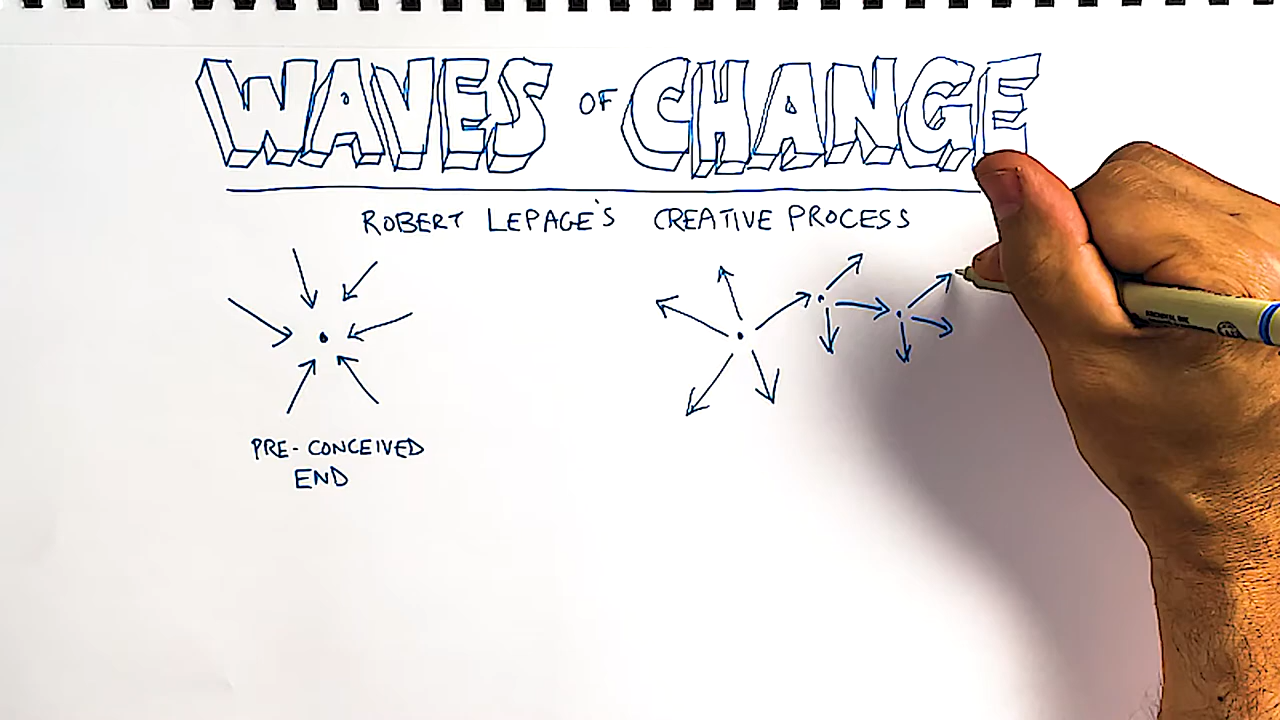 WAVES OF CHANGE
ROBERT LEPAGE'S CREATIVE PROCESS
PRE-CONCEIVED
END